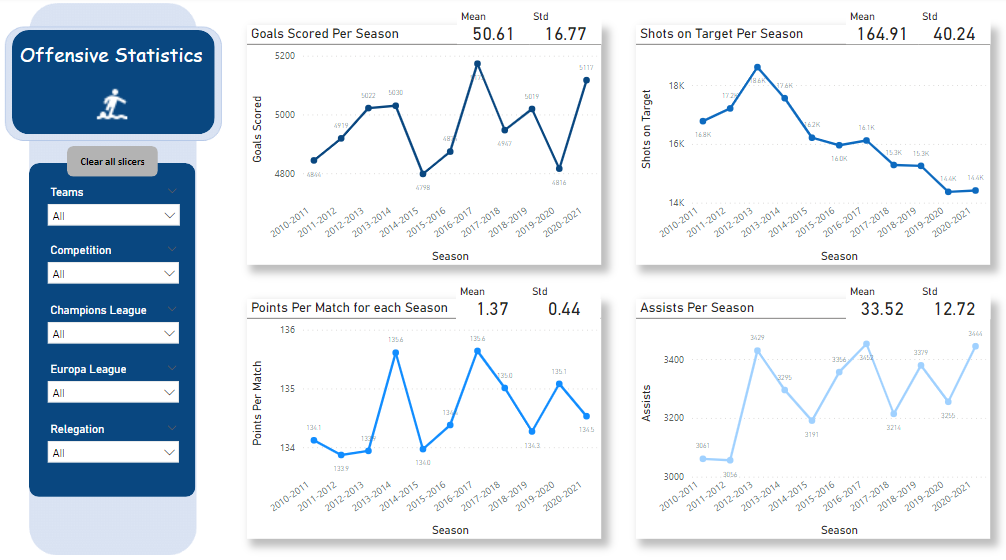 Offensive Statistics
Clear all slicers
Teams
All
Competition
All
Champions League
All
Europa League
All
Relegation
All
Goals Scored Per Season
Mean
50.61
Std
16.77
Goals Scored
5200
5000
4800
4844
4919
5022
5030
4798
4947
5019
4816
5117
2010-2011
2011-2012
2012-2013
2013-2014
2014-2015
2015-2016
2016-2017
2017-2018
2018-2019
2019-2020
2020-2021
Season
Shots on Target Per Season
Mean
164.91
Std
40.24
Shots on Target
18K
16K
14K
16.8K
17.2K
18.6K
17.6K
16.2K
16.0K
16.1K
15.3K
15.3K
14.4K
14.4K
2010-2011
2011-2012
2012-2013
2013-2014
2014-2015
2015-2016
2016-2017
2017-2018
2018-2019
2019-2020
2020-2021
Season
Points Per Match for each Season
Mean
1.37
Std
0.44
Points Per Match
136
135
134
134.1
133.9
133.9
135.6
134.0
135.6
135.0
134.3
135.1
134.5
2010-2011
2011-2012
2012-2013
2013-2014
2014-2015
2015-2016
2016-2017
2017-2018
2018-2019
2019-2020
2020-2021
Season
Assists Per Season
Mean
33.52
Std
12.72
Assists
3400
3200
3000
3061
3056
3429
3295
3191
3356
3452
3214
3379
3255
3444
2010-2011
2011-2012
2012-2013
2013-2014
2014-2015
2015-2016
2016-2017
2017-2018
2018-2019
2019-2020
2020-2021
Season